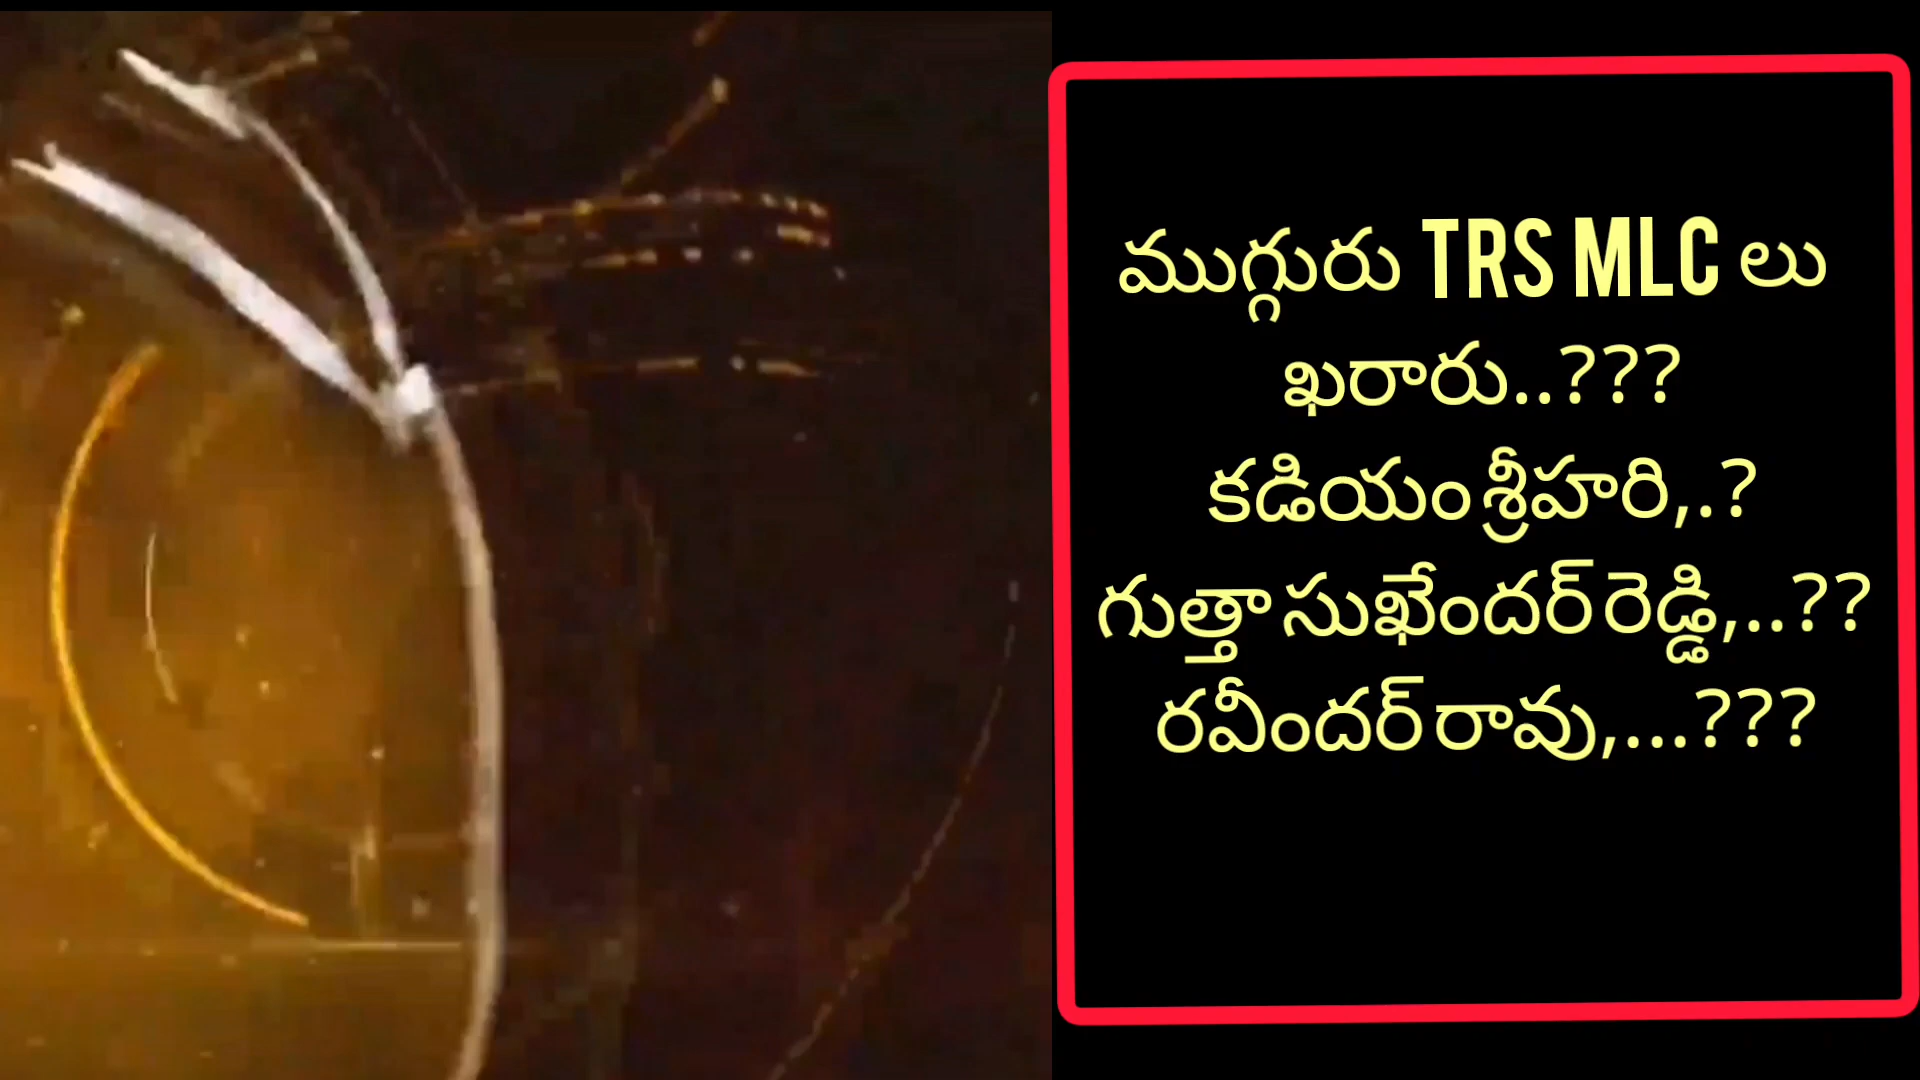 ముగ్గురు TRS MLC లు
ఖరారు..???
కడియం శ్రీహరి,.?
గుత్తా సుఖేందర్ రెడ్డి,..??
రవీందర్ రావు,...???